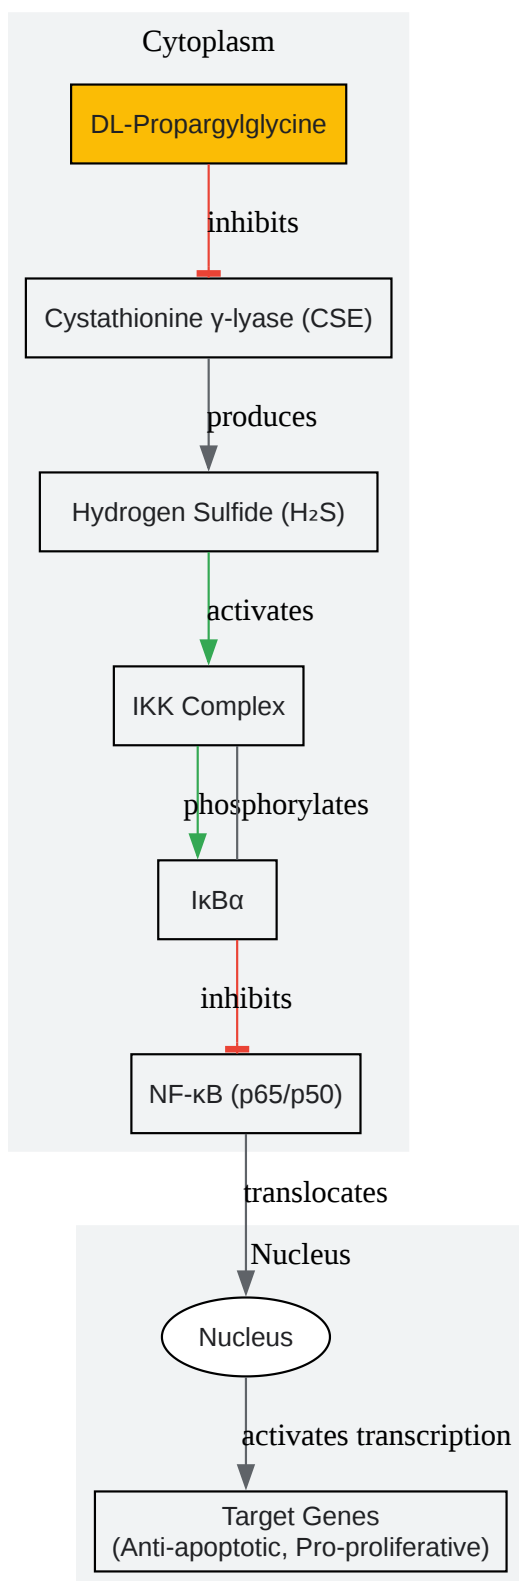 Cytoplasm
DL-Propargylglycine
inhibits
Cystathionine γ-lyase (CSE)
produces
Hydrogen Sulfide (H₂S)
activates
IKK Complex
phosphorylates
IκBα
inhibits
NF-κB (p65/p50)
translocates
Nucleus
Nucleus
activates transcription
Target Genes
(Anti-apoptotic, Pro-proliferative)